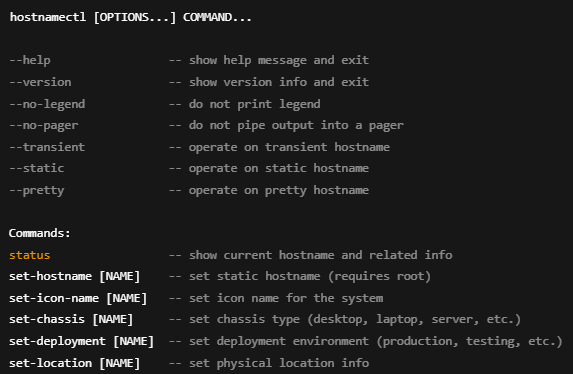 hostnamectl [OPTIONS...] COMMAND...
--help -- show help message and exit
--version -- show version info and exit
--no-legend -- do not print legend
--no-pager -- do not pipe output into a pager
--transient -- operate on transient hostname
--static -- operate on static hostname
--pretty -- operate on pretty hostname
Commands:
status -- show current hostname and related info
set-hostname [NAME] -- set static hostname (requires root)
set-icon-name [NAME] -- set icon name for the system
set-chassis [NAME] -- set chassis type (desktop, laptop, server, etc.)
set-deployment [NAME] -- set deployment environment (production, testing, etc.)
set-location [NAME] -- set physical location info